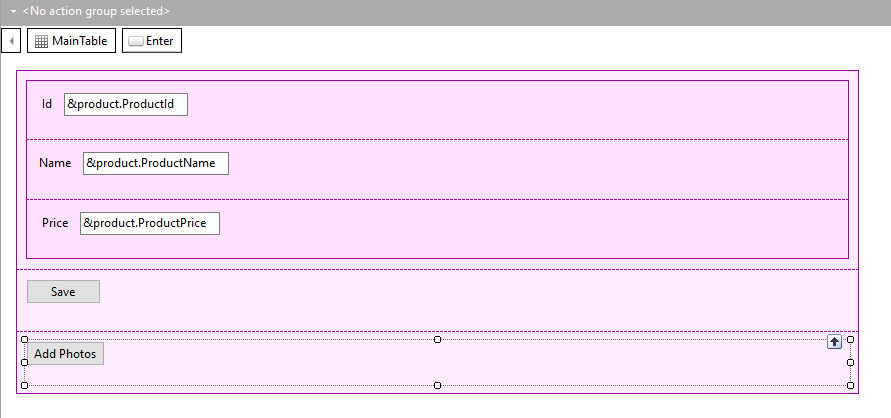 <No action group selected>
MainTable Enter
Id &product.ProductId
Name &product.ProductName
Price &product.ProductPrice
Save
Add Photos